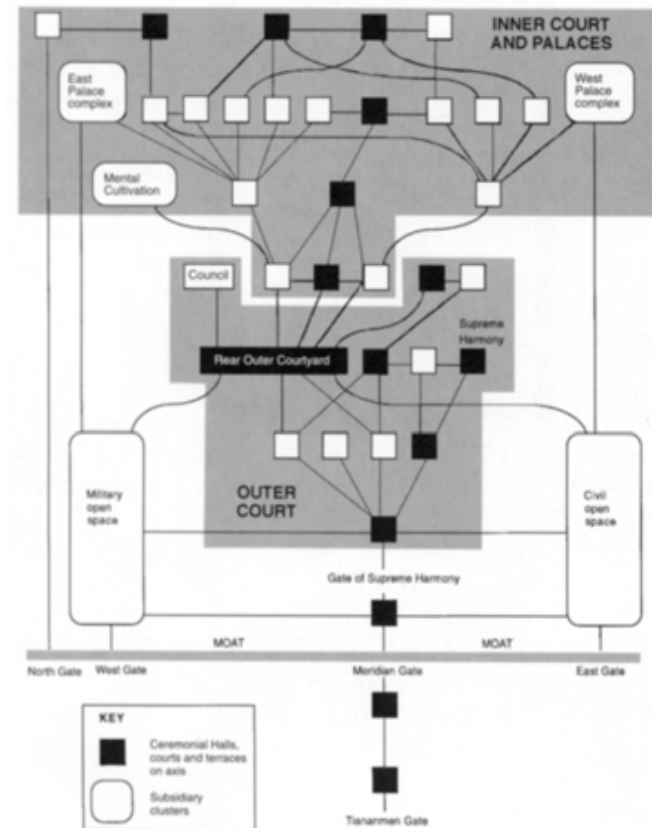 INNER COURT
AND PALACES
East
Palace
complex
West
Palace
complex
Mental
Cultivation
Council
Supreme
Harmony
Rear Outer Courtyard
Military
open
space
Civil
open
space
OUTER
COURT
Gate of Supreme Harmony
MOAT
MOAT
North Gate
West Gate
Meridian Gate
East Gate
KEY
Ceremonial Halls,
courts and terraces
on axis
Subsidiary
clusters
Tiananmen Gate